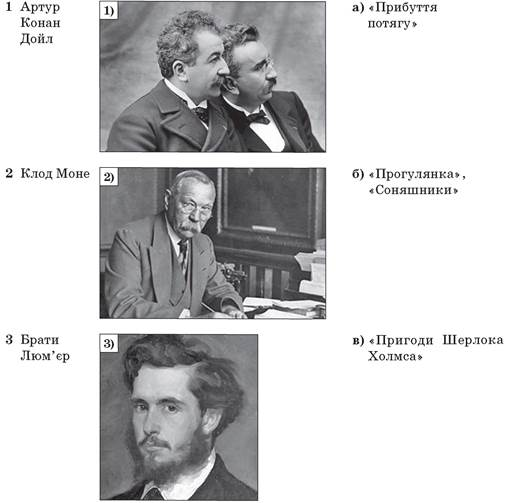 1 Артур
Конан
Дойл
1)
а) «Прибуття
потягу»
2 Клод Моне
2)
б) «Прогулянка»,
«Соняшники»
3 Брати
Люм’єр
3)
в) «Пригоди Шерлока
Холмса»